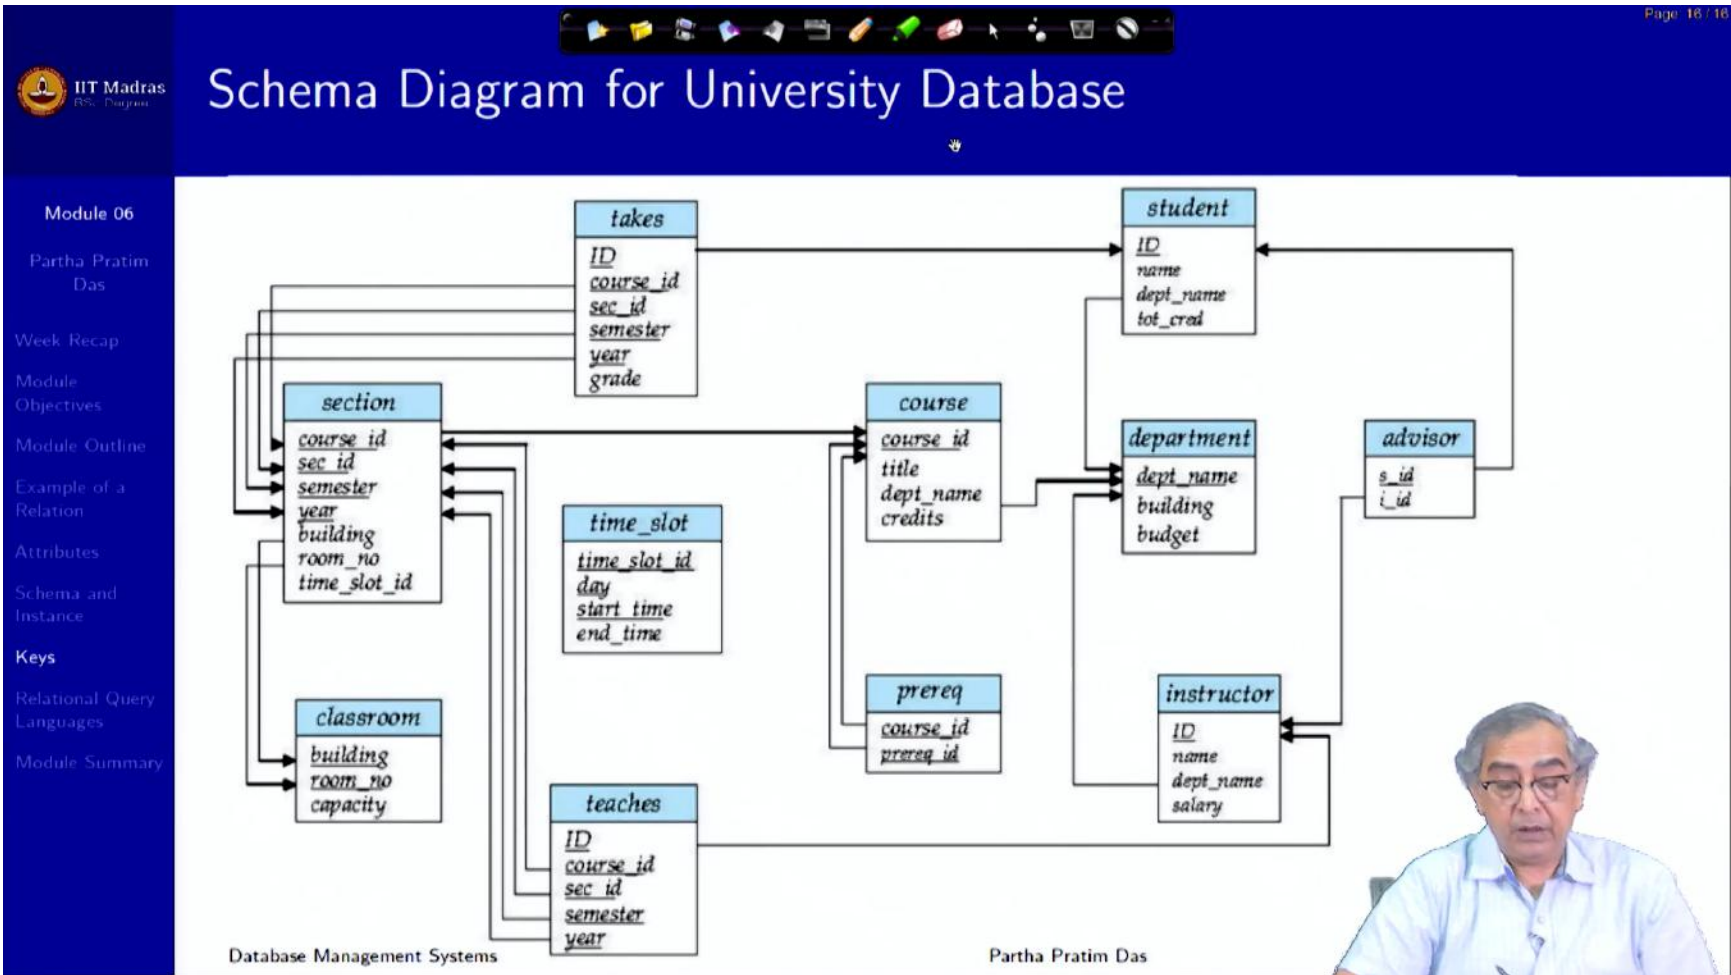 Page 16 / 16
IIT Madras
BSc Degree
Schema Diagram for University Database
Module 06
Partha Pratim
Das
Week Recap
Module
Objectives
Module Outline
Example of a
Relation
Attributes
Schema and
Instance
Keys
Relational Query
Languages
Module Summary
takes
ID
course_id
sec_id
semester
year
grade
student
ID
name
dept_name
tot_cred
section
course_id
sec_id
semester
year
building
room_no
time_slot_id
course
course_id
title
dept_name
credits
department
dept_name
building
budget
advisor
s_id
i_id
time_slot
time_slot_id
day
start_time
end_time
prereq
course_id
prereq_id
instructor
ID
name
dept_name
salary
classroom
building
room_no
capacity
teaches
ID
course_id
sec_id
semester
year
Database Management Systems
Partha Pratim Das